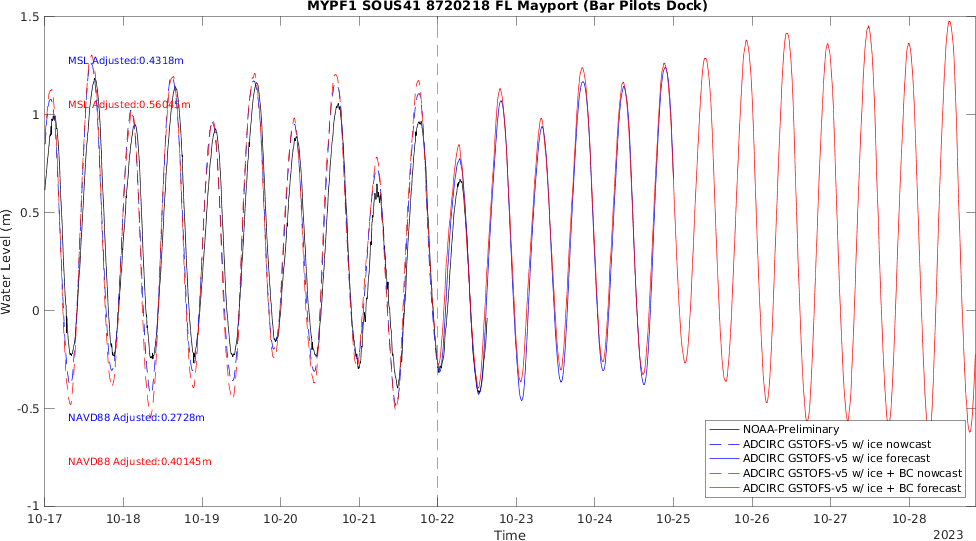 MYPF1 SOUS41 8720218 FL Mayport (Bar Pilots Dock)
1.5
1
0.5
0
-0.5
-1
Water Level (m)
MSL Adjusted:0.4318m
MSL Adjusted:0.56045m
NAVD88 Adjusted:0.2728m
NAVD88 Adjusted:0.40145m
NOAA-Preliminary
ADCIRC GSTOFS-v5 w/ ice nowcast
ADCIRC GSTOFS-v5 w/ ice forecast
ADCIRC GSTOFS-v5 w/ ice + BC nowcast
ADCIRC GSTOFS-v5 w/ ice + BC forecast
10-17 10-18 10-19 10-20 10-21 10-22 10-23 10-24 10-25 10-26 10-27 10-28
Time
2023